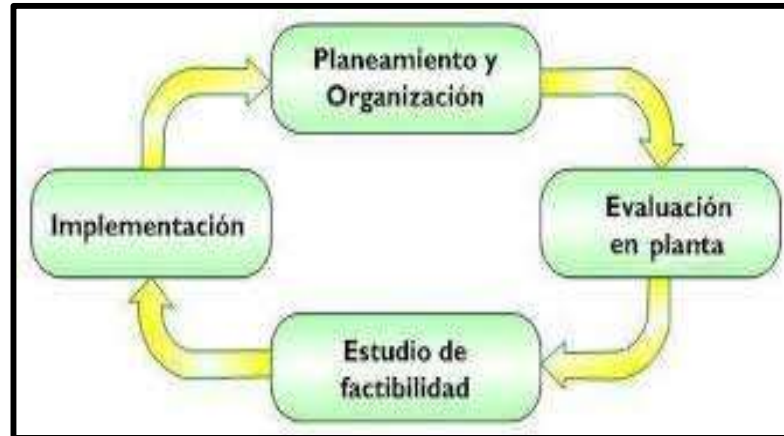 Planeamiento y
Organización
Evaluación
en planta
Estudio de
factibilidad
Implementación